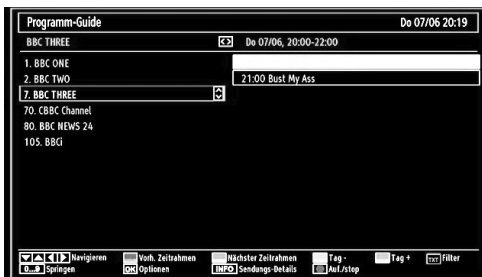 Programm-Guide Do 07/06 20:19
BBC THREE Do 07/06, 20:00-22:00
1. BBC ONE
2. BBC TWO 21:00 Bust My Ass
7. BBC THREE
70. CBBC Channel
80. BBC NEWS 24
105. BBCi
Navigieren Vorh. Zeitrahmen Nächster Zeitrahmen Tag - Tag + TXT Filter
0...9 Springen OK Optionen INFO Sendungs-Details Auf./stop